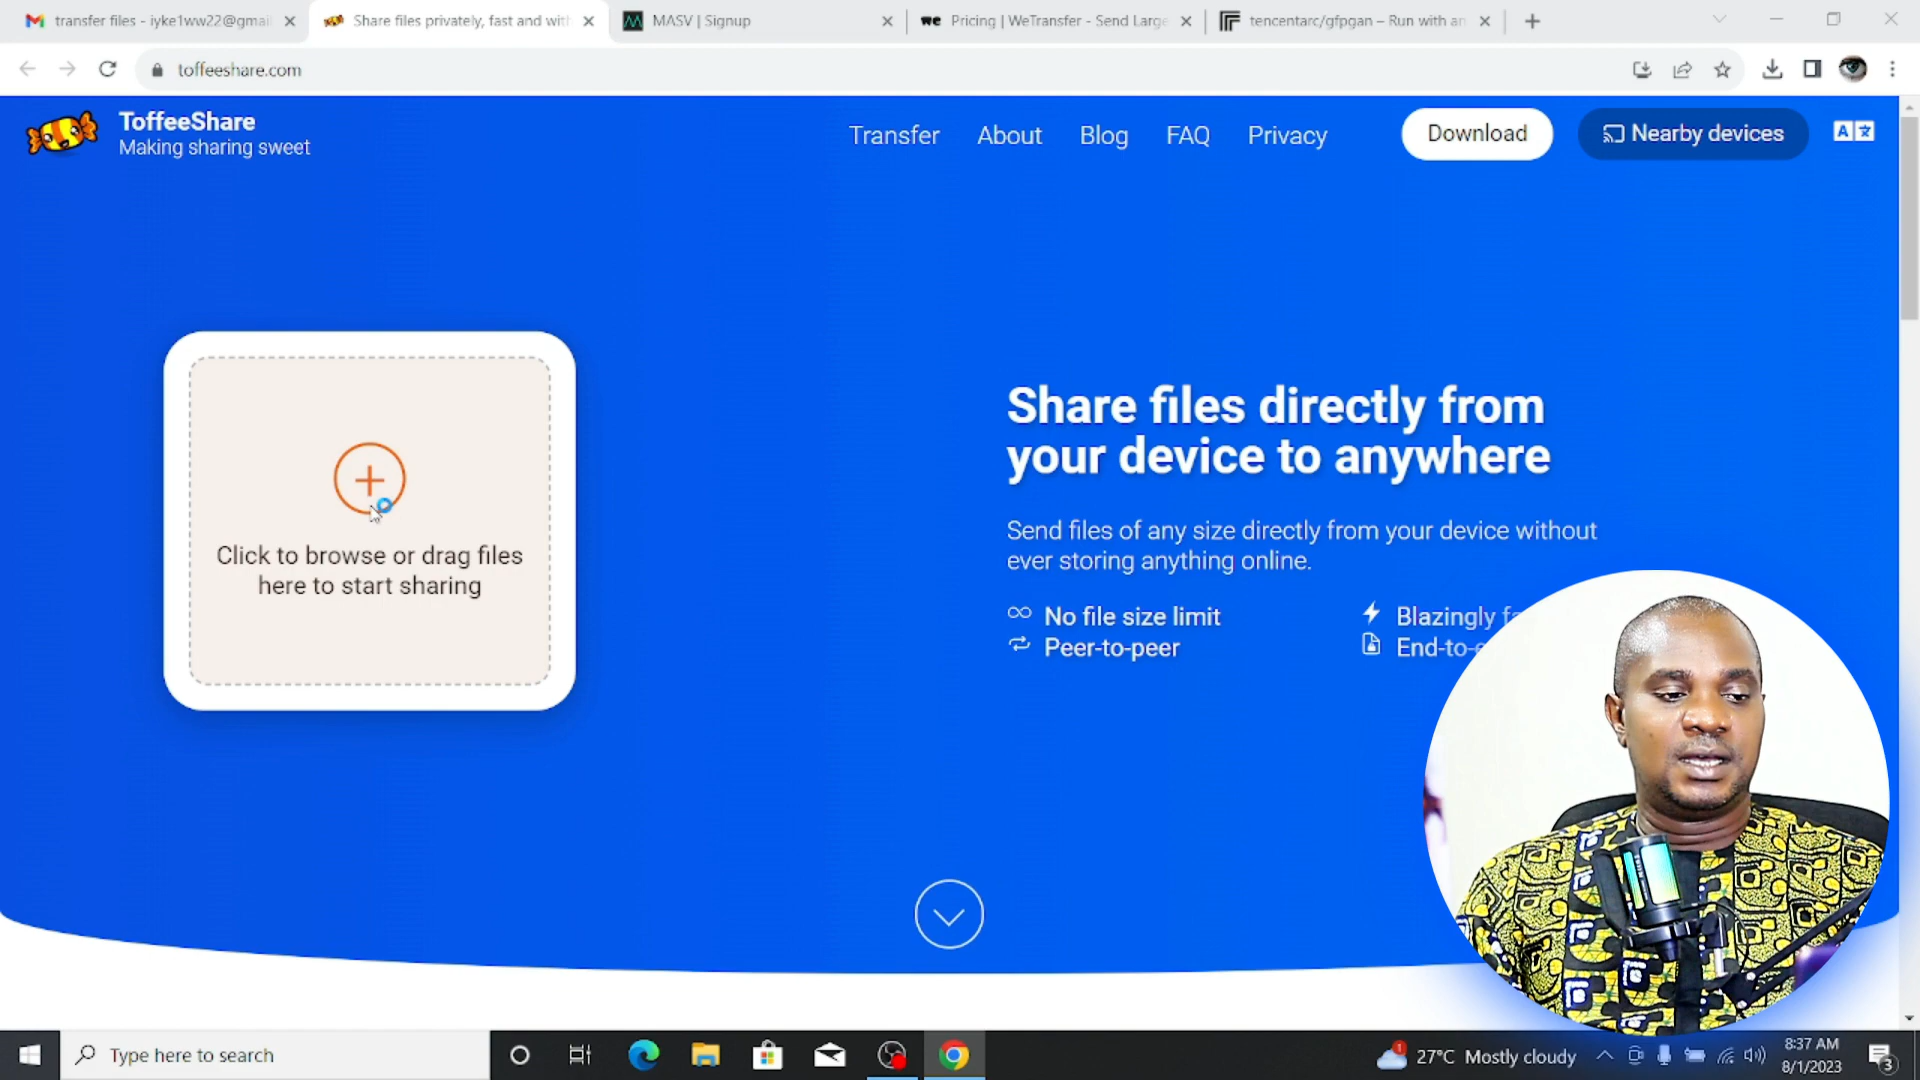 transfer files - iyke1ww22@gmai
Share files privately, fast and with
MASV | Signup
Pricing | WeTransfer - Send Large
tencentarc/gfpgan – Run with an
toffeeshare.com
ToffeeShare
Making sharing sweet
Transfer
About
Blog
FAQ
Privacy
Download
Nearby devices
Click to browse or drag files
here to start sharing
Share files directly from
your device to anywhere
Send files of any size directly from your device without
ever storing anything online.
No file size limit
Blazingly
Peer-to-peer
End-to-
Type here to search
27°C Mostly cloudy
8:37 AM
8/1/2023
3